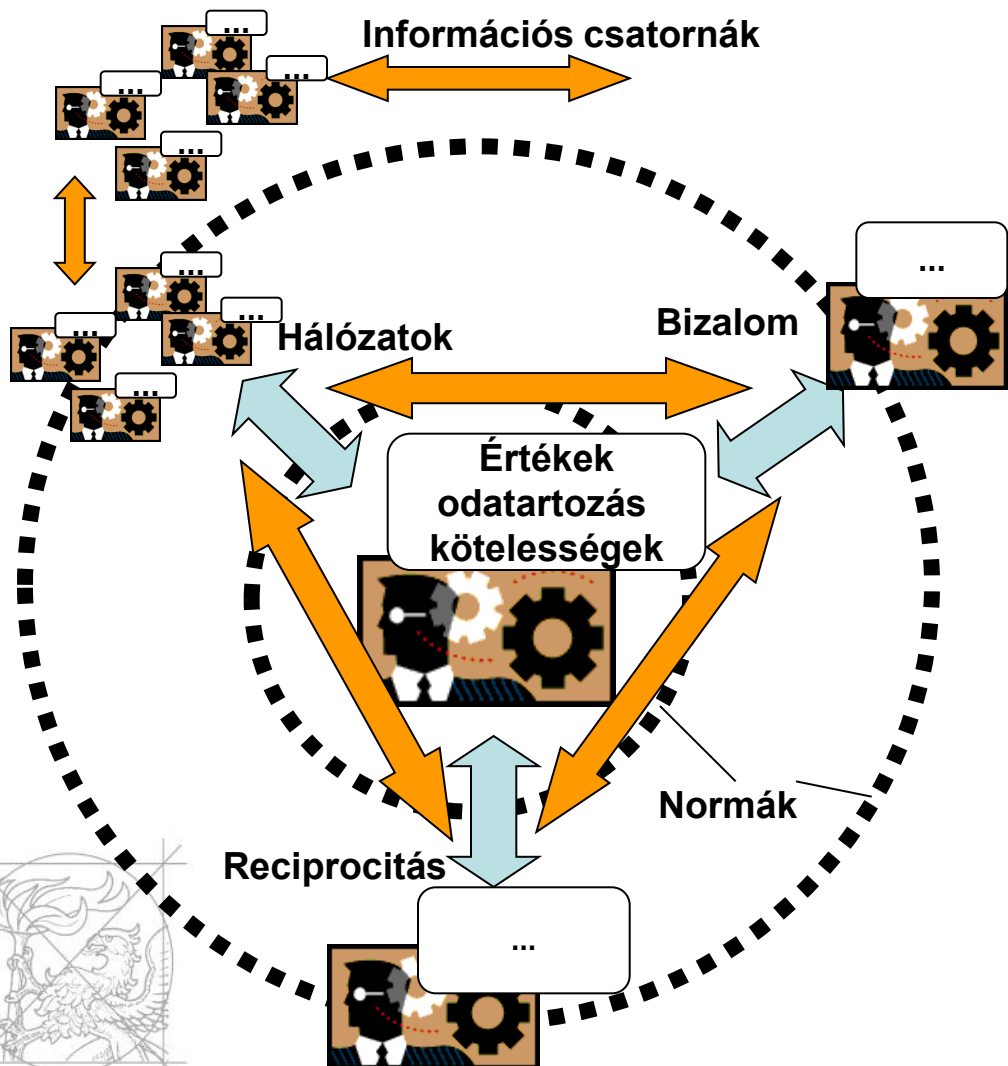 ...
Információs csatornák
...
...
...
...
...
...
...
...
...
Hálózatok
Bizalom
Értékek
odatartozás
kötelességek
Normák
Reciprocitás
...